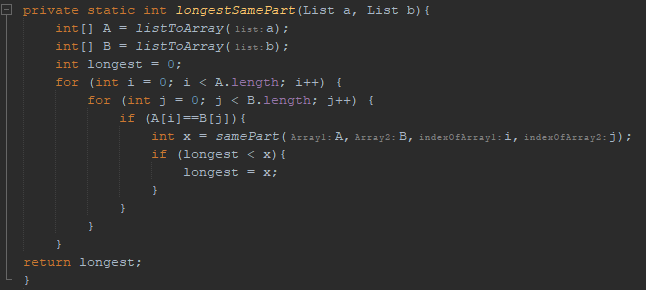 private static int longestSamePart(List a, List b){
int[] A = listToArray( list: a);
int[] B = listToArray( list: b);
int longest = 0;
for (int i = 0; i < A.length; i++) {
for (int j = 0; j < B.length; j++) {
if (A[i]==B[j]){
int x = samePart( Array1: A, Array2: B, indexOfArray1: i, indexOfArray2: j);
if (longest < x){
longest = x;
}
}
}
}
return longest;
}